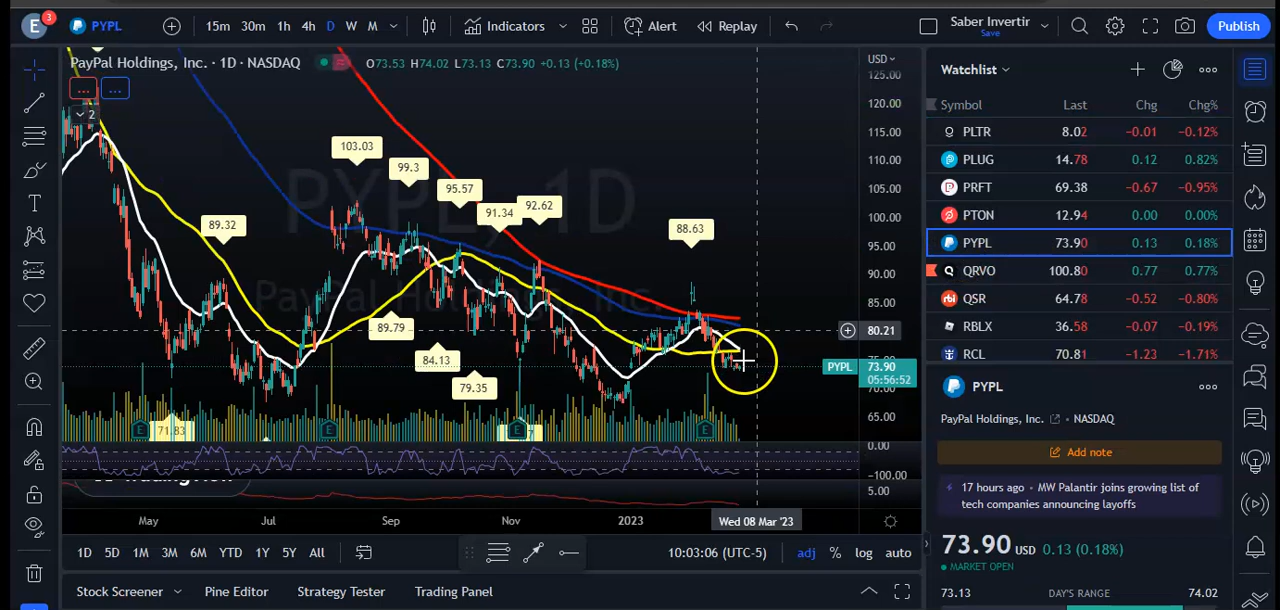 E 3 PYPL 15m 30m 1h 4h D W M Indicators Alert Replay Saber Invertir Save Publish
PayPal Holdings, Inc. · 1D · NASDAQ O73.53 H74.02 L73.13 C73.90 +0.13 (+0.18%)
USD
... ...
2
PYPL, 1D
PayPal Holdings, Inc.
125.00
120.00
115.00
110.00
105.00
100.00
95.00
90.00
85.00
80.21
75.00
PYPL 73.90
05:56:52
65.00
0.00
-100.00
5.00
103.03
99.3
95.57
91.34
92.62
89.32
88.63
89.79
84.13
79.35
71.83
E E E E
May Jul Sep Nov 2023 Wed 08 Mar '23
1D 5D 1M 3M 6M YTD 1Y 5Y All 10:03:06 (UTC-5) adj % log auto
Stock Screener Pine Editor Strategy Tester Trading Panel
Watchlist
Symbol Last Chg Chg%
PLTR 8.02 −0.01 −0.12%
PLUG 14.78 0.12 0.82%
PRFT 69.38 −0.67 −0.95%
PTON 12.94 0.00 0.00%
PYPL 73.90 0.13 0.18%
QRVO 100.80 0.77 0.77%
QSR 64.78 −0.52 −0.80%
RBLX 36.58 −0.07 −0.19%
RCL 70.81 −1.23 −1.71%
PYPL
PayPal Holdings, Inc. • NASDAQ
Add note
17 hours ago • MW Palantir joins growing list of
tech companies announcing layoffs
73.90 USD 0.13 (0.18%)
MARKET OPEN
73.13 DAY'S RANGE 74.02